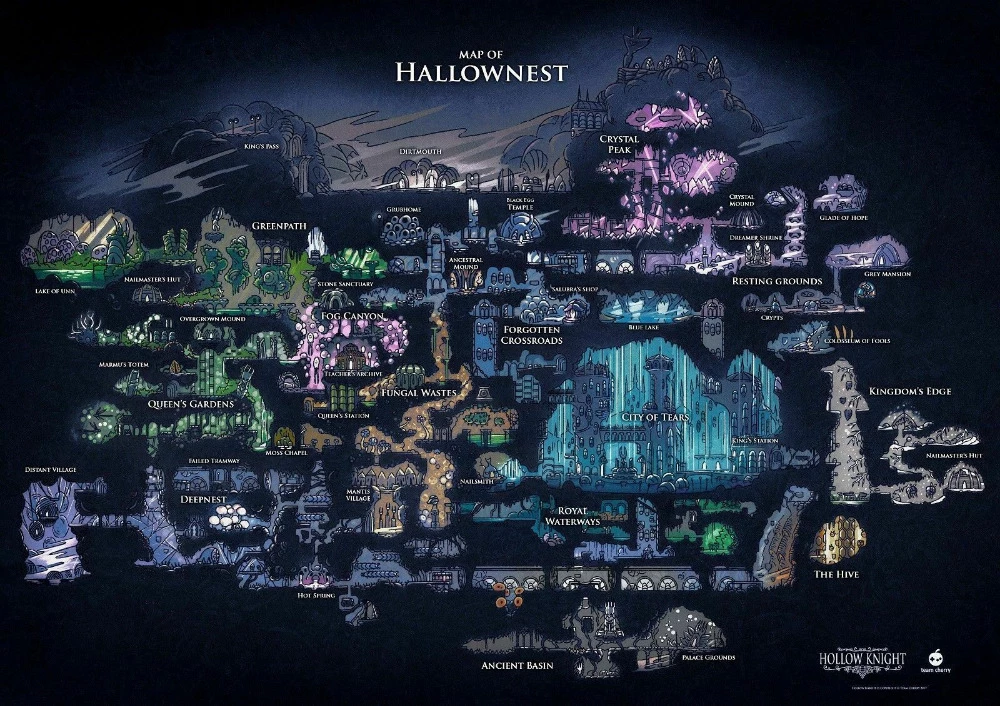 MAP OF
HALLOWNEST
CRYSTAL
PEAK
KING'S PASS
DIRTMOUTH
CRYSTAL
MOUND
BLACK EGG
TEMPLE
GRUBHOME
GLADE OF HOPE
GREENPATH
DREAMER SHRINE
ANCESTRAL
MOUND
GREY MANSION
NAILMASTER'S HUT
STONE SANCTUARY
RESTING GROUNDS
LAKE OF UNN
SALUBRA'S SHOP
FOG CANYON
OVERGROWN MOUND
CRYPTS
BLUE LAKE
FORGOTTEN
CROSSROADS
COLOSSEUM OF FOOLS
MARMU'S TOTEM
TEACHER'S ARCHIVE
FUNGAL WASTES
KINGDOM'S EDGE
QUEEN'S GARDENS
QUEEN'S STATION
CITY OF TEARS
KING'S STATION
MOSS CHAPEL
NAILMASTER'S HUT
FAILED TRAMWAY
DISTANT VILLAGE
NAILSMITH
MANTIS
VILLAGE
DEEPNEST
ROYAL
WATERWAYS
THE HIVE
HOT SPRING
PALACE GROUNDS
ANCIENT BASIN
HOLLOW KNIGHT
team cherry